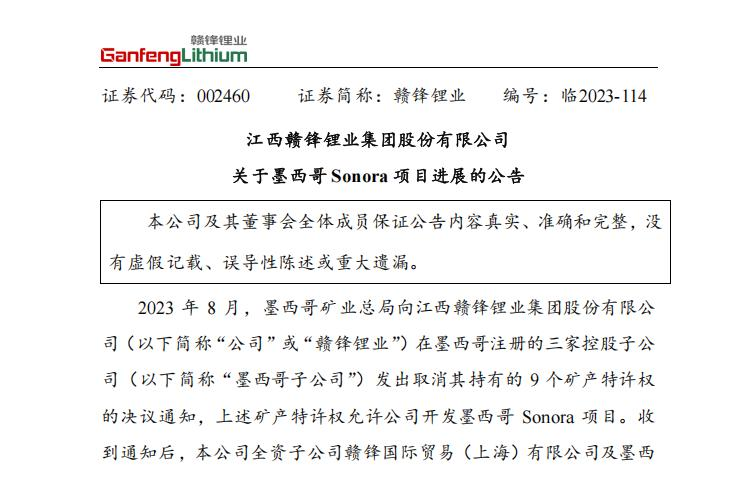 赣锋锂业
GanfengLithium
证券代码：002460 证券简称：赣锋锂业 编号：临2023-114
江西赣锋锂业集团股份有限公司
关于墨西哥 Sonora 项目进展的公告
本公司及其董事会全体成员保证公告内容真实、准确和完整，没
有虚假记载、误导性陈述或重大遗漏。
2023 年 8 月，墨西哥矿业总局向江西赣锋锂业集团股份有限公
司（以下简称“公司”或“赣锋锂业”）在墨西哥注册的三家控股子公
司（以下简称“墨西哥子公司”）发出取消其持有的 9 个矿产特许权
的决议通知，上述矿产特许权允许公司开发墨西哥 Sonora 项目。收
到通知后，本公司全资子公司赣锋国际贸易（上海）有限公司及墨西